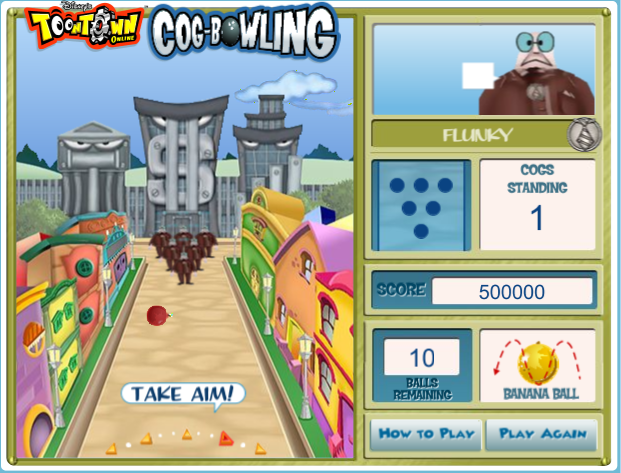 Disney's
TOONTOWN
ONLINE
COG-BOWLING
FLUNKY
COGS
STANDING
1
SCORE 500000
10
BALLS
REMAINING
BANANA BALL
TAKE AIM!
HOW TO PLAY
PLAY AGAIN